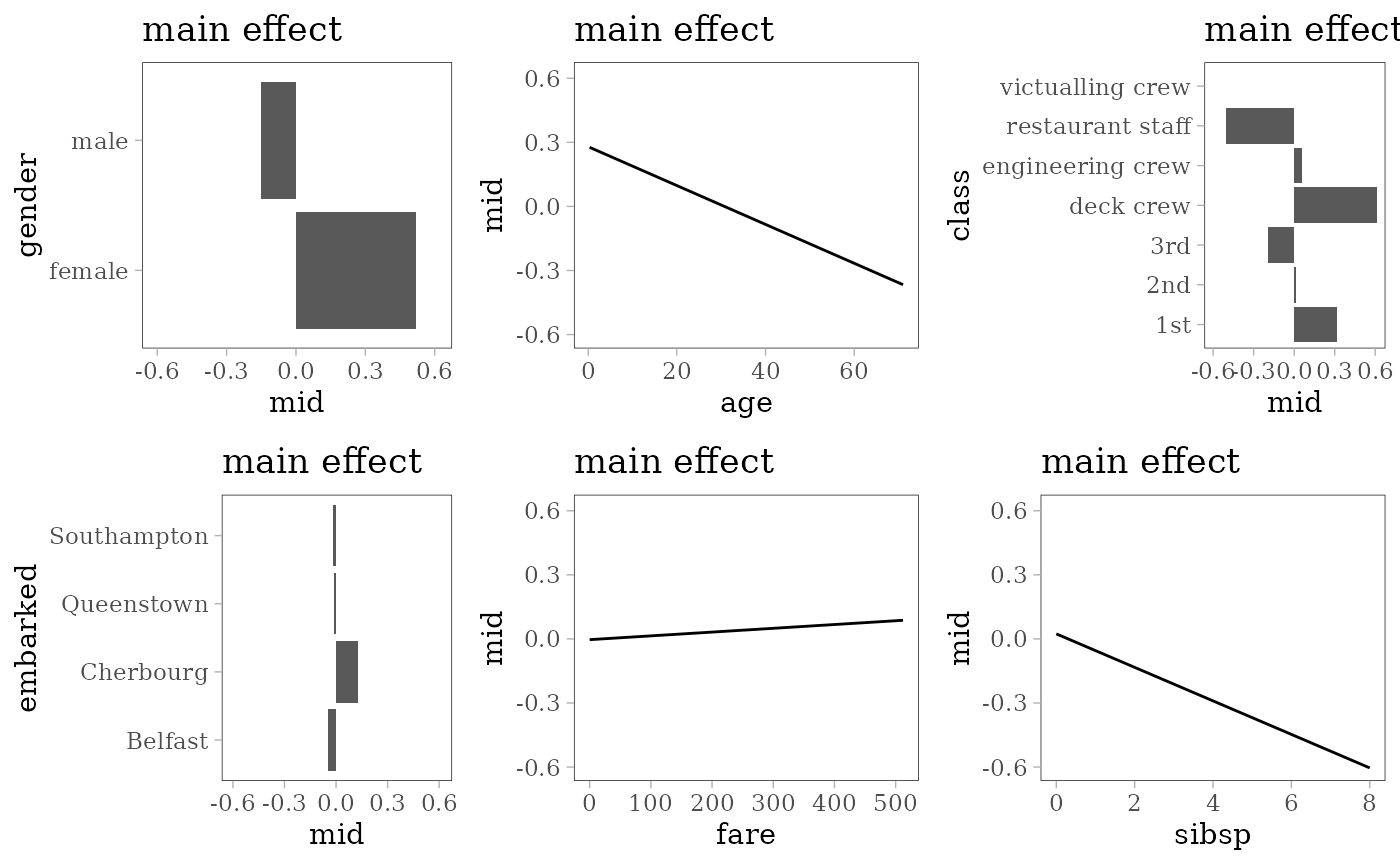 main effect
gender
male
female
-0.6 -0.3 0.0 0.3 0.6
mid
main effect
mid
0.6
0.3
0.0
-0.3
-0.6
0 20 40 60
age
main effect
class
victualling crew
restaurant staff
engineering crew
deck crew
3rd
2nd
1st
-0.6 -0.3 0.0 0.3 0.6
mid
main effect
embarked
Southampton
Queenstown
Cherbourg
Belfast
-0.6 -0.3 0.0 0.3 0.6
mid
main effect
mid
0.6
0.3
0.0
-0.3
-0.6
0 100 200 300 400 500
fare
main effect
mid
0.6
0.3
0.0
-0.3
-0.6
0 2 4 6 8
sibsp